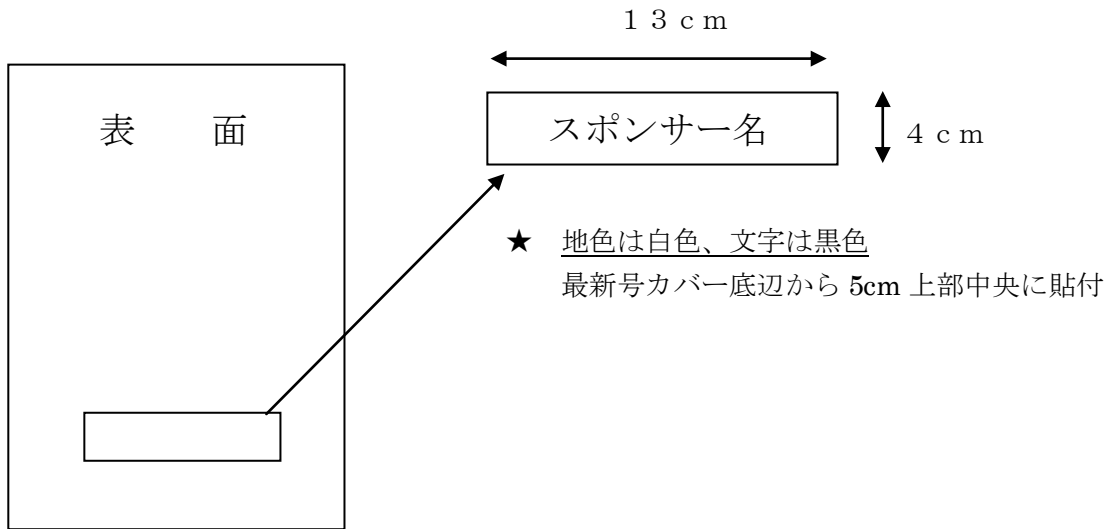 １３ｃｍ
表　面
スポンサー名
４ｃｍ
★　地色は白色、文字は黒色
最新号カバー底辺から 5cm 上部中央に貼付